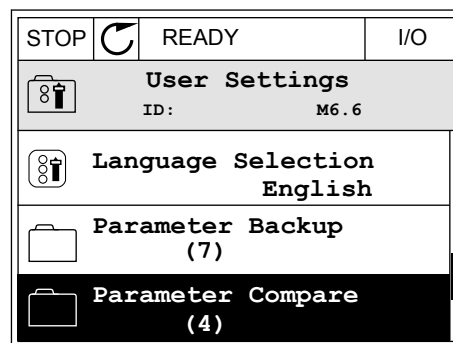 STOP READY I/O
User Settings
ID: M6.6
Language Selection
English
Parameter Backup
(7)
Parameter Compare
(4)